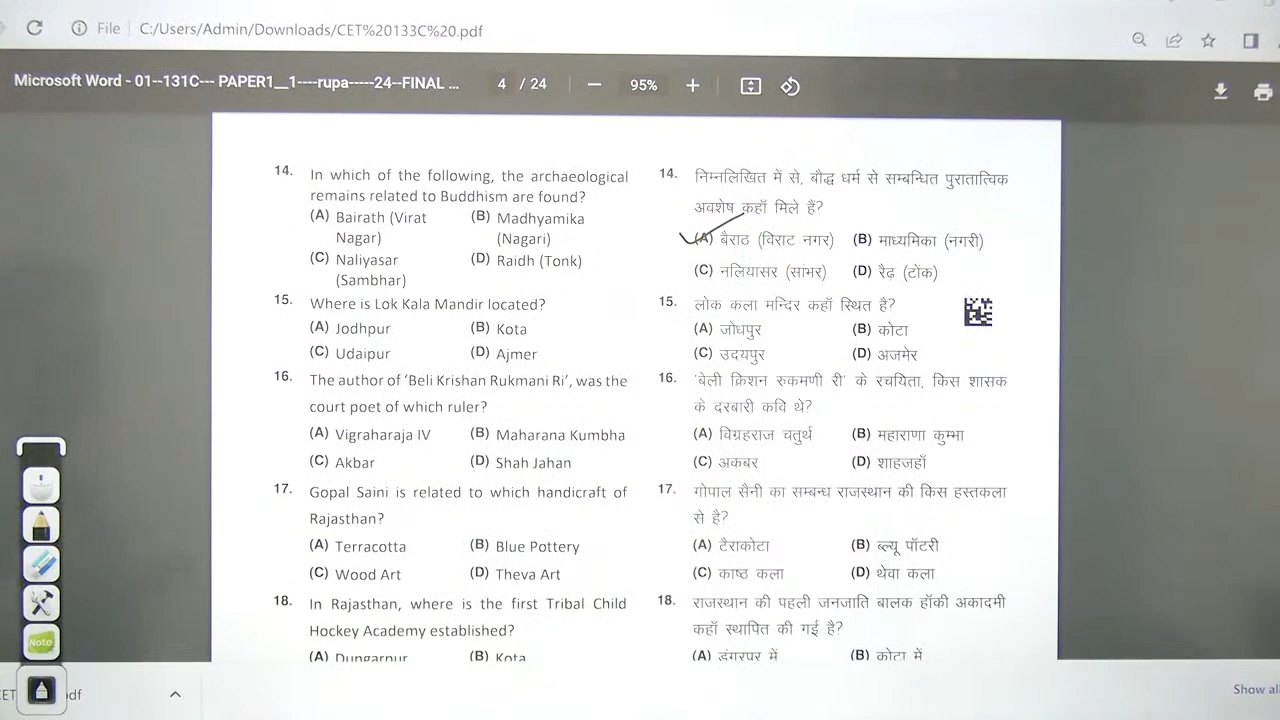 File
C:/Users/Admin/Downloads/CET%20133C%20.pdf
Microsoft Word - 01--131C--- PAPER1__1----rupa-----24--FINAL ...
4 / 24
95%
14. In which of the following, the archaeological
remains related to Buddhism are found?
(A) Bairath (Virat (B) Madhyamika
Nagar) (Nagari)
(C) Naliyasar (D) Raidh (Tonk)
(Sambhar)
15. Where is Lok Kala Mandir located?
(A) Jodhpur (B) Kota
(C) Udaipur (D) Ajmer
16. The author of ‘Beli Krishan Rukmani Ri’, was the
court poet of which ruler?
(A) Vigraharaja IV (B) Maharana Kumbha
(C) Akbar (D) Shah Jahan
17. Gopal Saini is related to which handicraft of
Rajasthan?
(A) Terracotta (B) Blue Pottery
(C) Wood Art (D) Theva Art
18. In Rajasthan, where is the first Tribal Child
Hockey Academy established?
(A) Dungarpur (B) Kota
14. निम्नलिखित में से, बौद्ध धर्म से सम्बन्धित पुरातात्विक
अवशेष कहाँ मिले हैं?
(A) बैराठ (विराट नगर) (B) माध्यमिका (नगरी)
(C) नलियासर (सांभर) (D) रैढ़ (टोंक)
15. लोक कला मन्दिर कहाँ स्थित है?
(A) जोधपुर (B) कोटा
(C) उदयपुर (D) अजमेर
16. ‘बेली क्रिशन रुकमणी री’ के रचयिता, किस शासक
के दरबारी कवि थे?
(A) विग्रहराज चतुर्थ (B) महाराणा कुम्भा
(C) अकबर (D) शाहजहाँ
17. गोपाल सैनी का सम्बन्ध राजस्थान की किस हस्तकला
से है?
(A) टैराकोटा (B) ब्ल्यू पॉटरी
(C) काष्ठ कला (D) थेवा कला
18. राजस्थान की पहली जनजाति बालक हॉकी अकादमी
कहाँ स्थापित की गई है?
(A) डूंगरपुर में (B) कोटा में
Note
CET
df
Show all